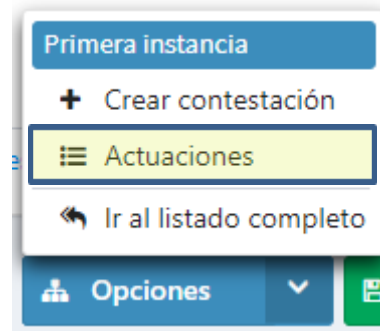 Primera instancia
Crear contestación
Actuaciones
Ir al listado completo
Opciones